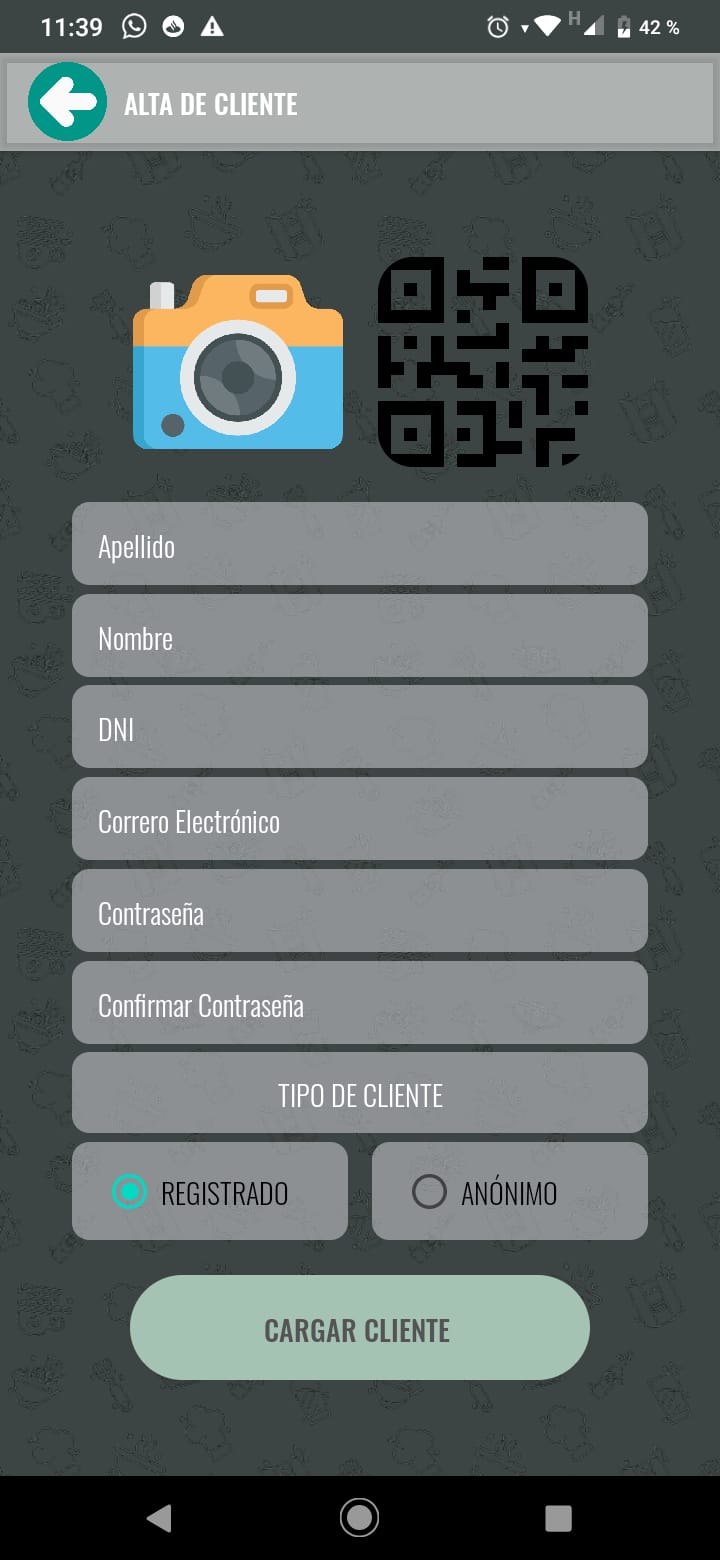 11:39
H
42 %
ALTA DE CLIENTE
Apellido
Nombre
DNI
Correro Electrónico
Contraseña
Confirmar Contraseña
TIPO DE CLIENTE
REGISTRADO
ANÓNIMO
CARGAR CLIENTE